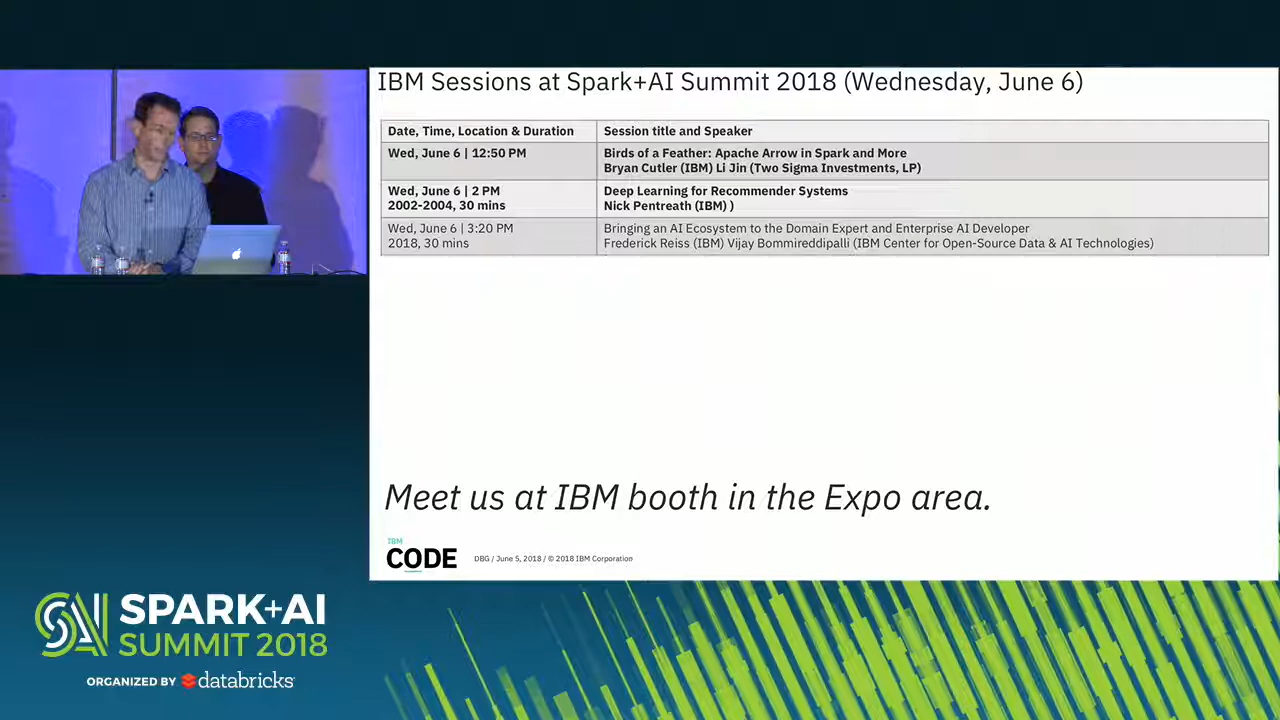 IBM Sessions at Spark+AI Summit 2018 (Wednesday, June 6)
Date, Time, Location & Duration
Session title and Speaker
Wed, June 6 | 12:50 PM
Birds of a Feather: Apache Arrow in Spark and More
Bryan Cutler (IBM) Li Jin (Two Sigma Investments, LP)
Wed, June 6 | 2 PM
2002-2004, 30 mins
Deep Learning for Recommender Systems
Nick Pentreath (IBM) )
Wed, June 6 | 3:20 PM
2018, 30 mins
Bringing an AI Ecosystem to the Domain Expert and Enterprise AI Developer
Frederick Reiss (IBM) Vijay Bommireddipalli (IBM Center for Open-Source Data & AI Technologies)
Meet us at IBM booth in the Expo area.
IBM
CODE
DBG / June 5, 2018 / © 2018 IBM Corporation
SAI
SPARK+AI
SUMMIT 2018
ORGANIZED BY databricks